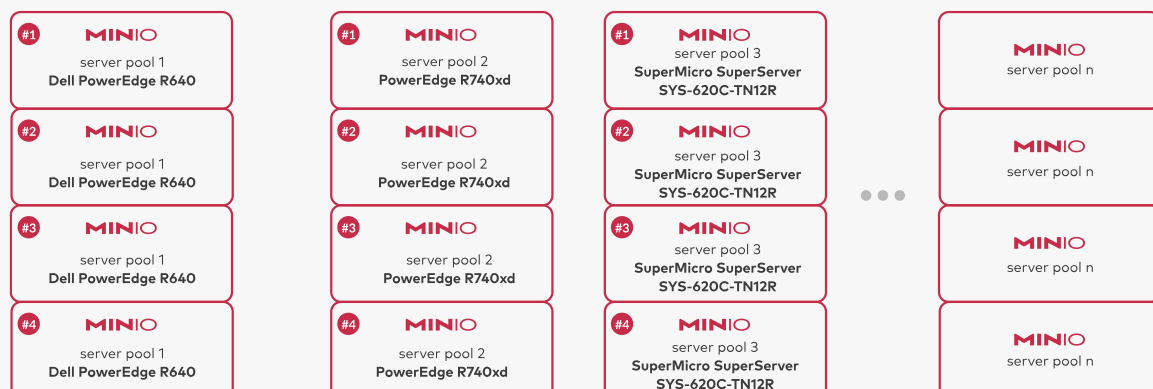 #1
MINIO
server pool 1
Dell PowerEdge R640
#2
MINIO
server pool 1
Dell PowerEdge R640
#3
MINIO
server pool 1
Dell PowerEdge R640
#4
MINIO
server pool 1
Dell PowerEdge R640
#1
MINIO
server pool 2
PowerEdge R740xd
#2
MINIO
server pool 2
PowerEdge R740xd
#3
MINIO
server pool 2
PowerEdge R740xd
#4
MINIO
server pool 2
PowerEdge R740xd
#1
MINIO
server pool 3
SuperMicro SuperServer
SYS-620C-TN12R
#2
MINIO
server pool 3
SuperMicro SuperServer
SYS-620C-TN12R
#3
MINIO
server pool 3
SuperMicro SuperServer
SYS-620C-TN12R
#4
MINIO
server pool 3
SuperMicro SuperServer
SYS-620C-TN12R
MINIO
server pool n
MINIO
server pool n
MINIO
server pool n
MINIO
server pool n